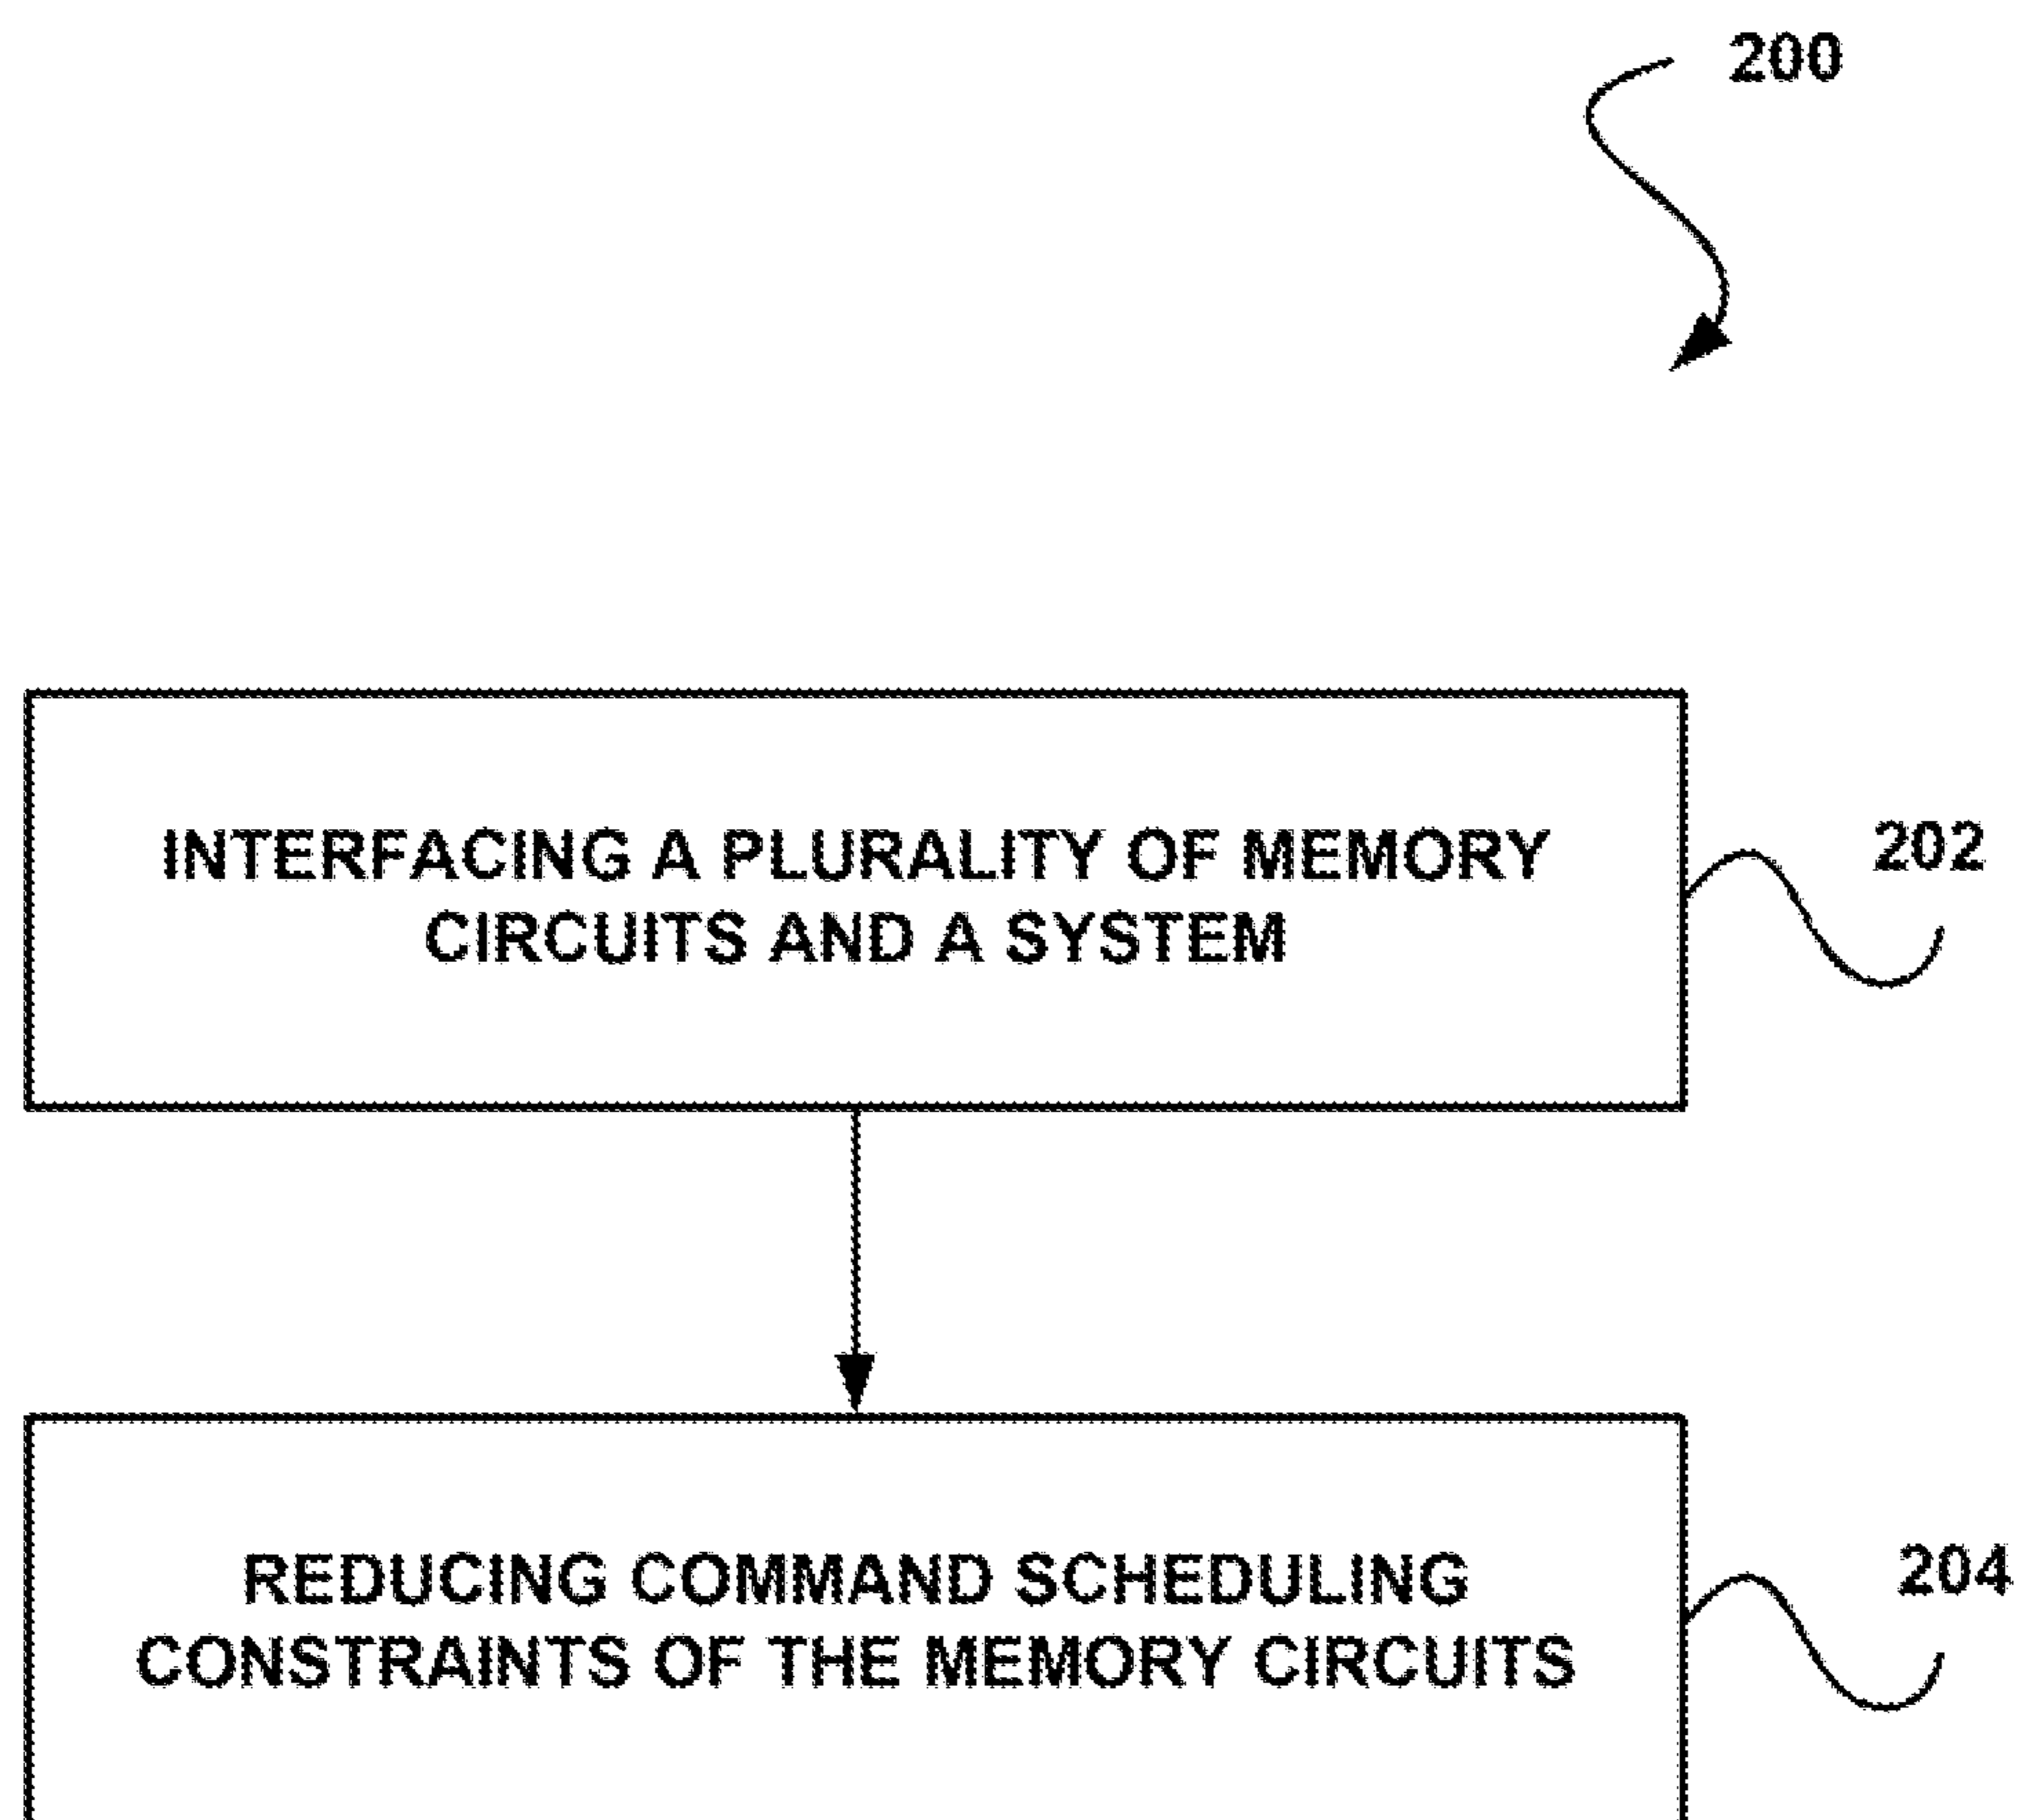 200
INTERFACING A PLURALITY OF MEMORY
CIRCUITS AND A SYSTEM
202
REDUCING COMMAND SCHEDULING
CONSTRAINTS OF THE MEMORY CIRCUITS
204